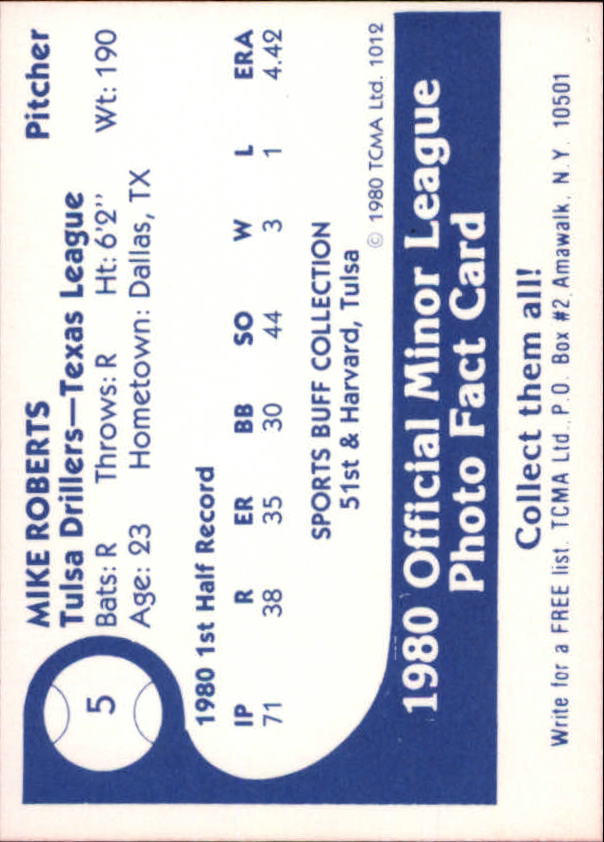 5
MIKE ROBERTS Pitcher
Tulsa Drillers—Texas League
Bats: R Throws: R Ht: 6'2" Wt: 190
Age: 23 Hometown: Dallas, TX
1980 1st Half Record
IP R ER BB SO W L ERA
71 38 35 30 44 3 1 4.42
SPORTS BUFF COLLECTION
51st & Harvard, Tulsa
© 1980 TCMA Ltd. 1012
1980 Official Minor League
Photo Fact Card
Collect them all!
Write for a FREE list. TCMA Ltd., P.O. Box #2, Amawalk, N.Y. 10501